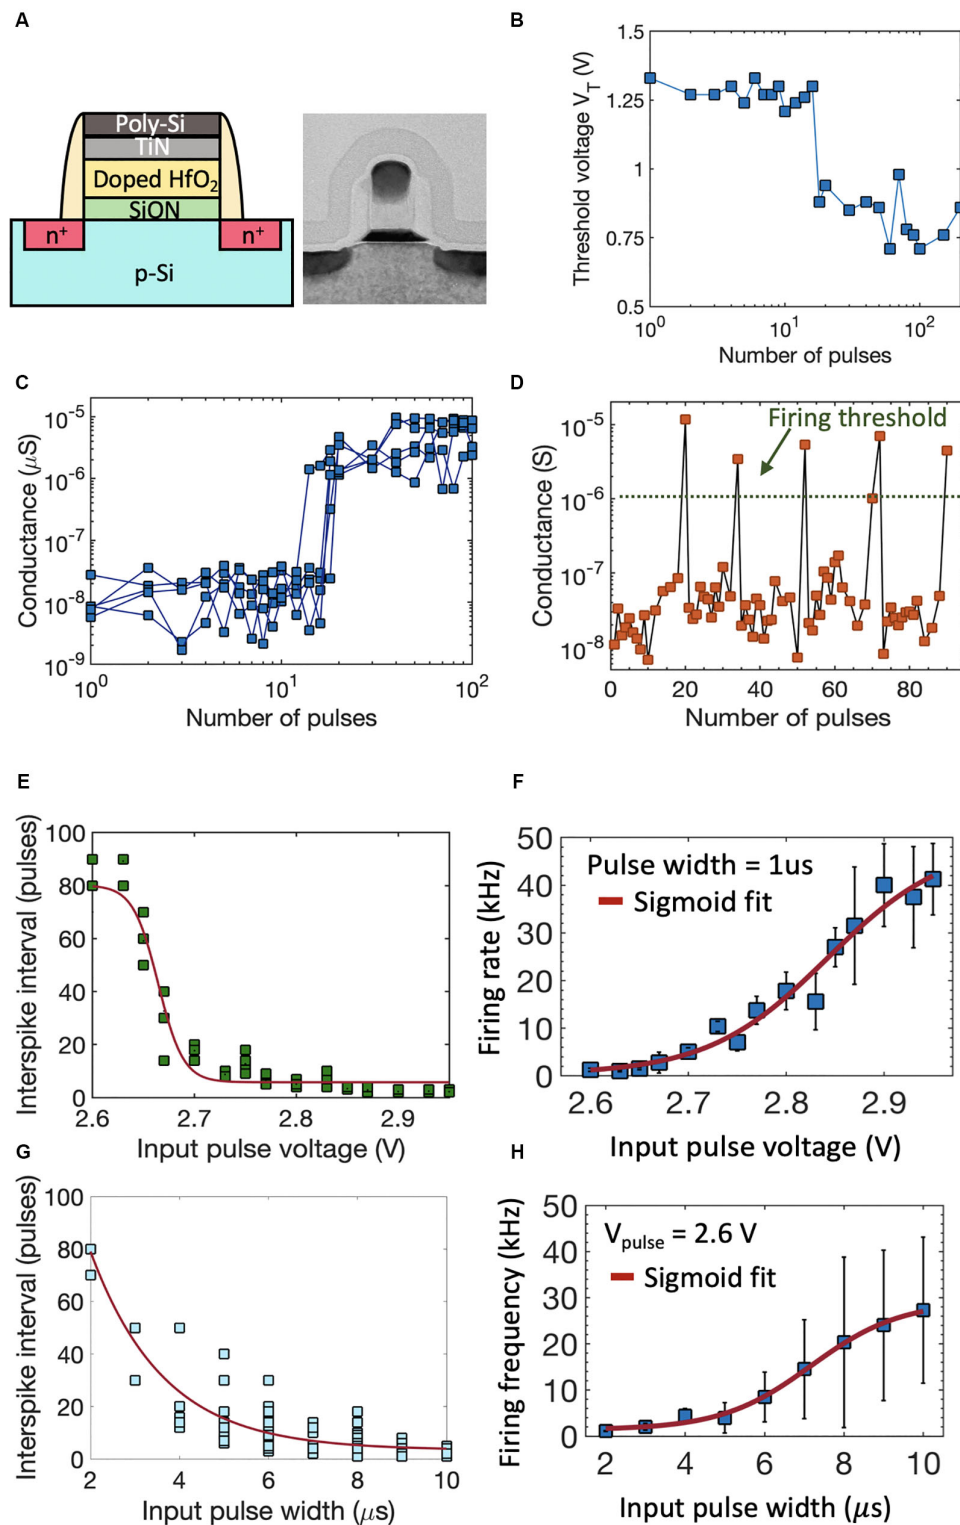 A
Poly-Si
TiN
Doped HfO2
SiON
n+
n+
p-Si
B
Threshold voltage VT (V)
1.5
1.25
1
0.75
0.5
10^0
10^1
10^2
Number of pulses
C
Conductance (μS)
10^-5
10^-6
10^-7
10^-8
10^-9
10^0
10^1
10^2
Number of pulses
D
Firing threshold
Conductance (S)
10^-5
10^-6
10^-7
10^-8
0
20
40
60
80
Number of pulses
E
Interspike interval (pulses)
100
80
60
40
20
0
2.6
2.7
2.8
2.9
Input pulse voltage (V)
F
Pulse width = 1us
Sigmoid fit
Firing rate (kHz)
50
40
30
20
10
0
2.6
2.7
2.8
2.9
Input pulse voltage (V)
G
Interspike interval (pulses)
100
80
60
40
20
0
2
4
6
8
10
Input pulse width (μs)
H
Vpulse = 2.6 V
Sigmoid fit
Firing frequency (kHz)
50
40
30
20
10
0
2
4
6
8
10
Input pulse width (μs)